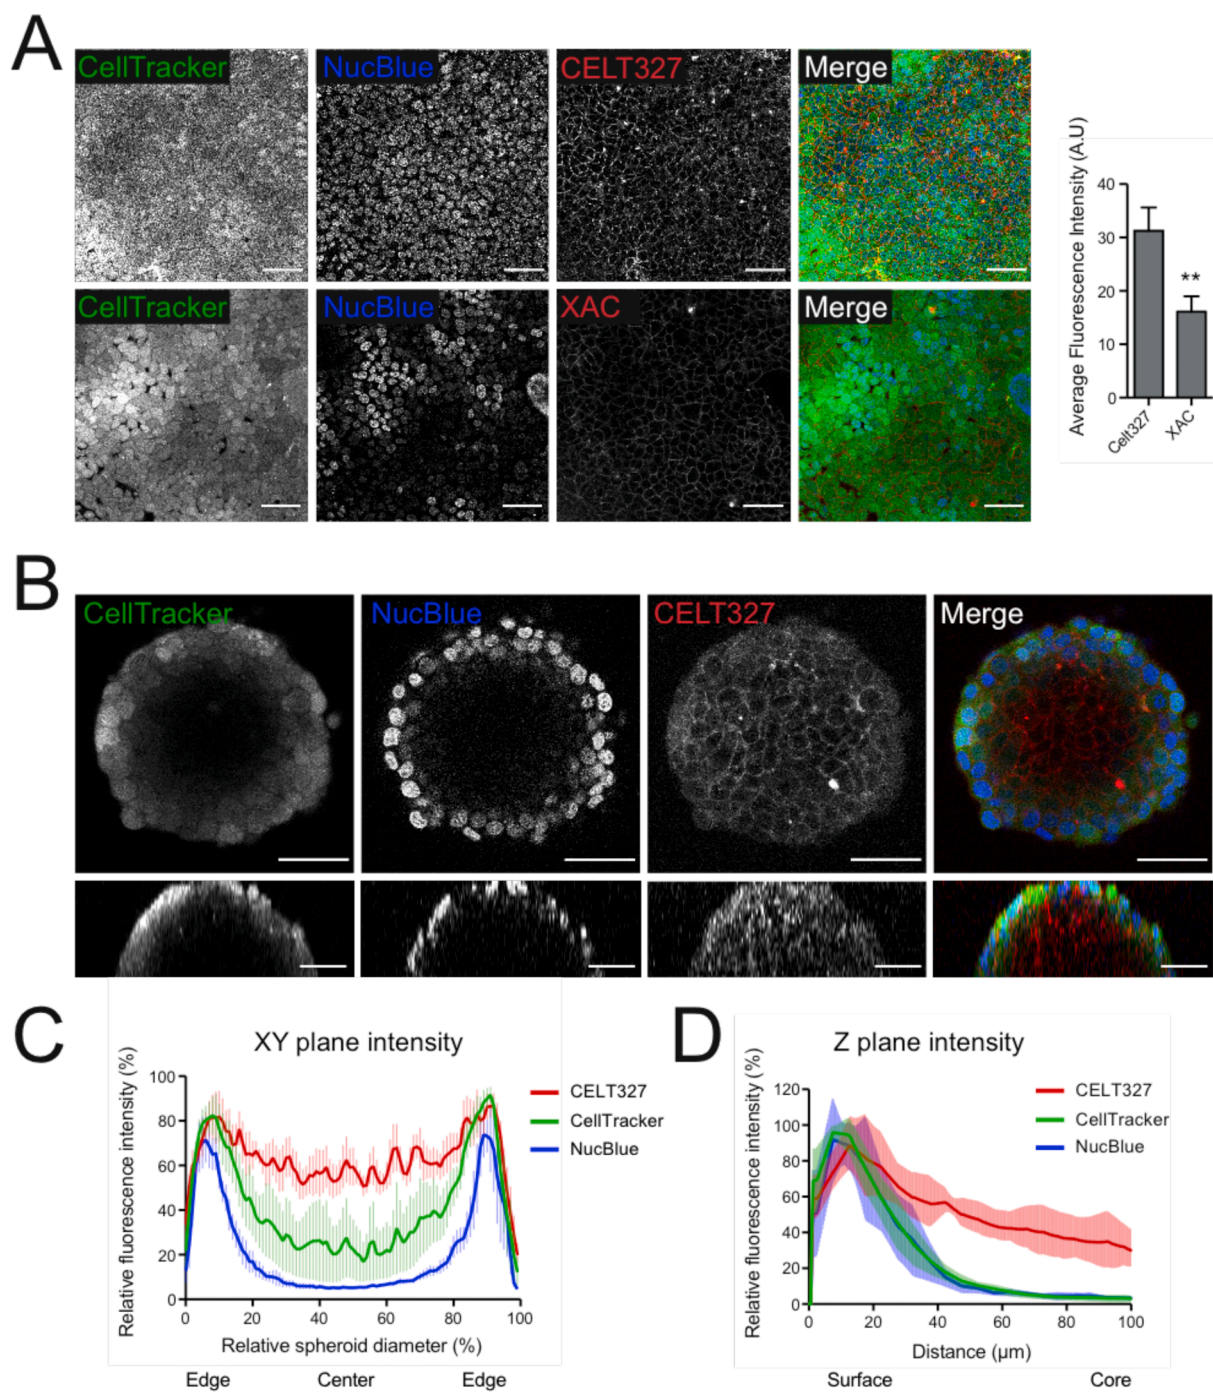 A
CellTracker NucBlue CELT327 Merge
CellTracker NucBlue XAC Merge
Average Fluorescence Intensity (A.U)
40
30
20
10
0
**
Celt327 XAC
B
CellTracker NucBlue CELT327 Merge
C
XY plane intensity
Relative fluorescence intensity (%)
100
80
60
40
20
0
0 20 40 60 80 100
Relative spheroid diameter (%)
Edge Center Edge
CELT327
CellTracker
NucBlue
D
Z plane intensity
Relative fluorescence intensity (%)
120
100
80
60
40
20
0
0 20 40 60 80 100
Distance (µm)
Surface Core
CELT327
CellTracker
NucBlue